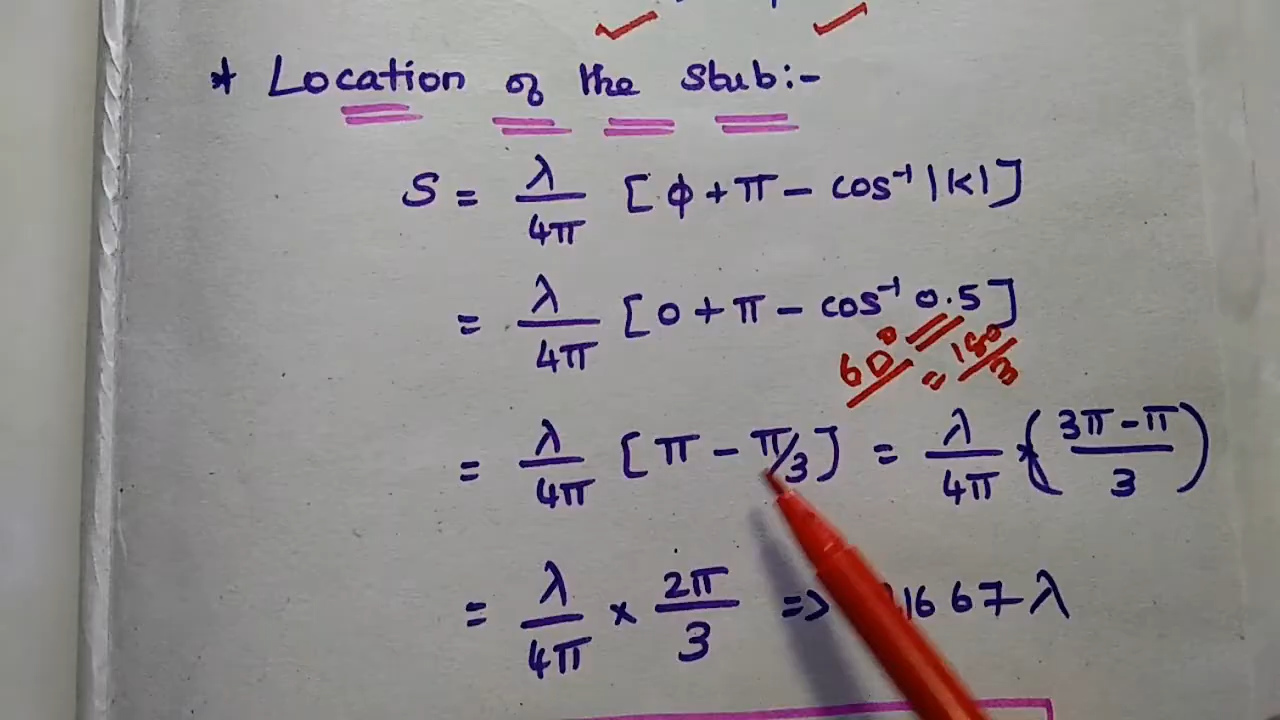 * Location of the Stub:-
S = λ/4π [ϕ + π - cos⁻¹ |K|]
= λ/4π [0 + π - cos⁻¹ 0.5]
60° = 180/3
= λ/4π [π - π/3] = λ/4π × (3π - π / 3)
= λ/4π × 2π/3 => 1667 λ